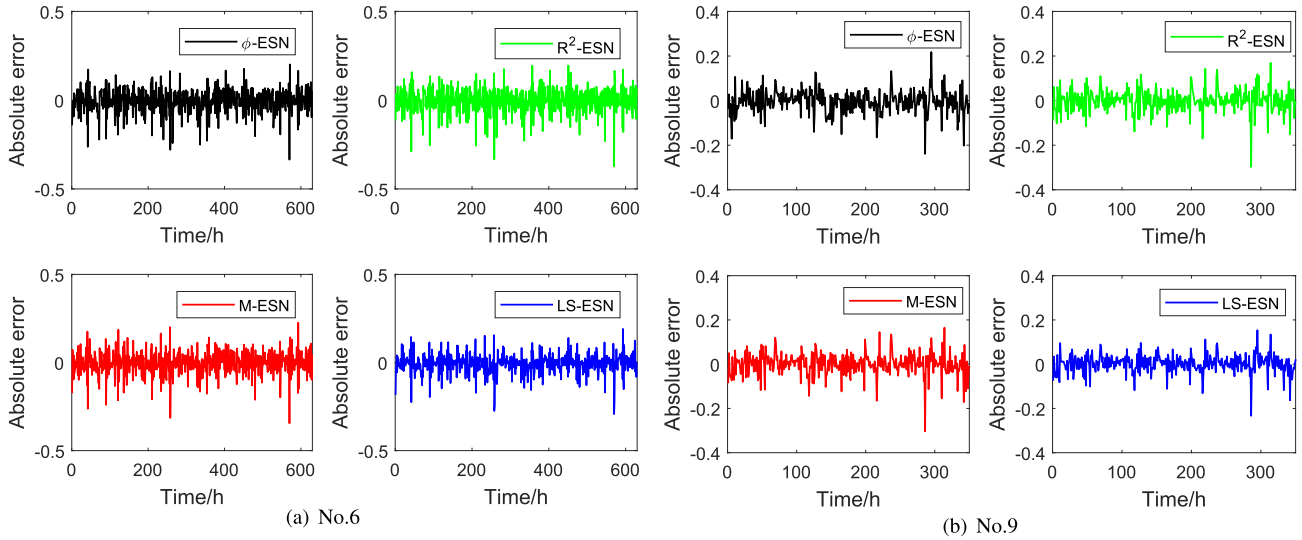 0.5
0
-0.5
Absolute error
ϕ-ESN
0 200 400 600
Time/h
0.5
0
-0.5
Absolute error
R²-ESN
0 200 400 600
Time/h
0.5
0
-0.5
Absolute error
M-ESN
0 200 400 600
Time/h
0.5
0
-0.5
Absolute error
LS-ESN
0 200 400 600
Time/h
(a) No.6
0.4
0.2
0
-0.2
-0.4
Absolute error
ϕ-ESN
0 100 200 300
Time/h
0.4
0.2
0
-0.2
-0.4
Absolute error
R²-ESN
0 100 200 300
Time/h
0.4
0.2
0
-0.2
-0.4
Absolute error
M-ESN
0 100 200 300
Time/h
0.4
0.2
0
-0.2
-0.4
Absolute error
LS-ESN
0 100 200 300
Time/h
(b) No.9